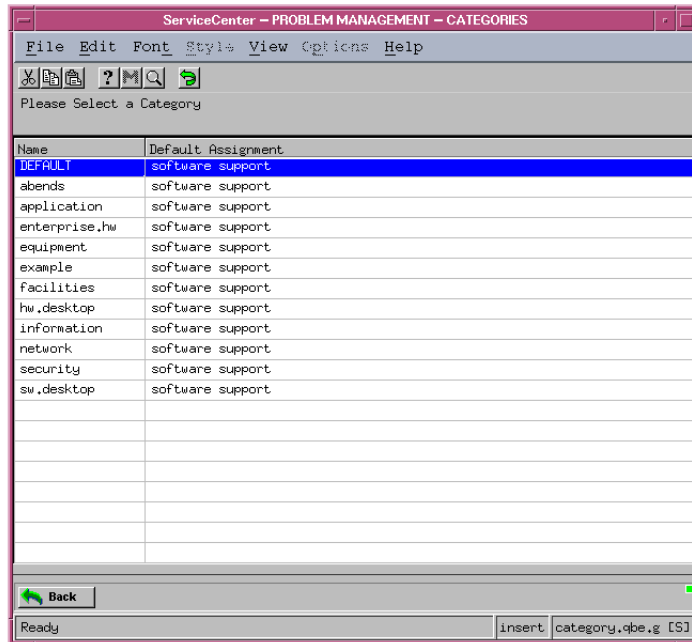 ServiceCenter – PROBLEM MANAGEMENT – CATEGORIES
File Edit Font Style View Options Help
? M
Please Select a Category
Name Default Assignment
DEFAULT software support
abends software support
application software support
enterprise.hw software support
equipment software support
example software support
facilities software support
hw.desktop software support
information software support
network software support
security software support
sw.desktop software support
Back
Ready insert category.qbe.g [S]